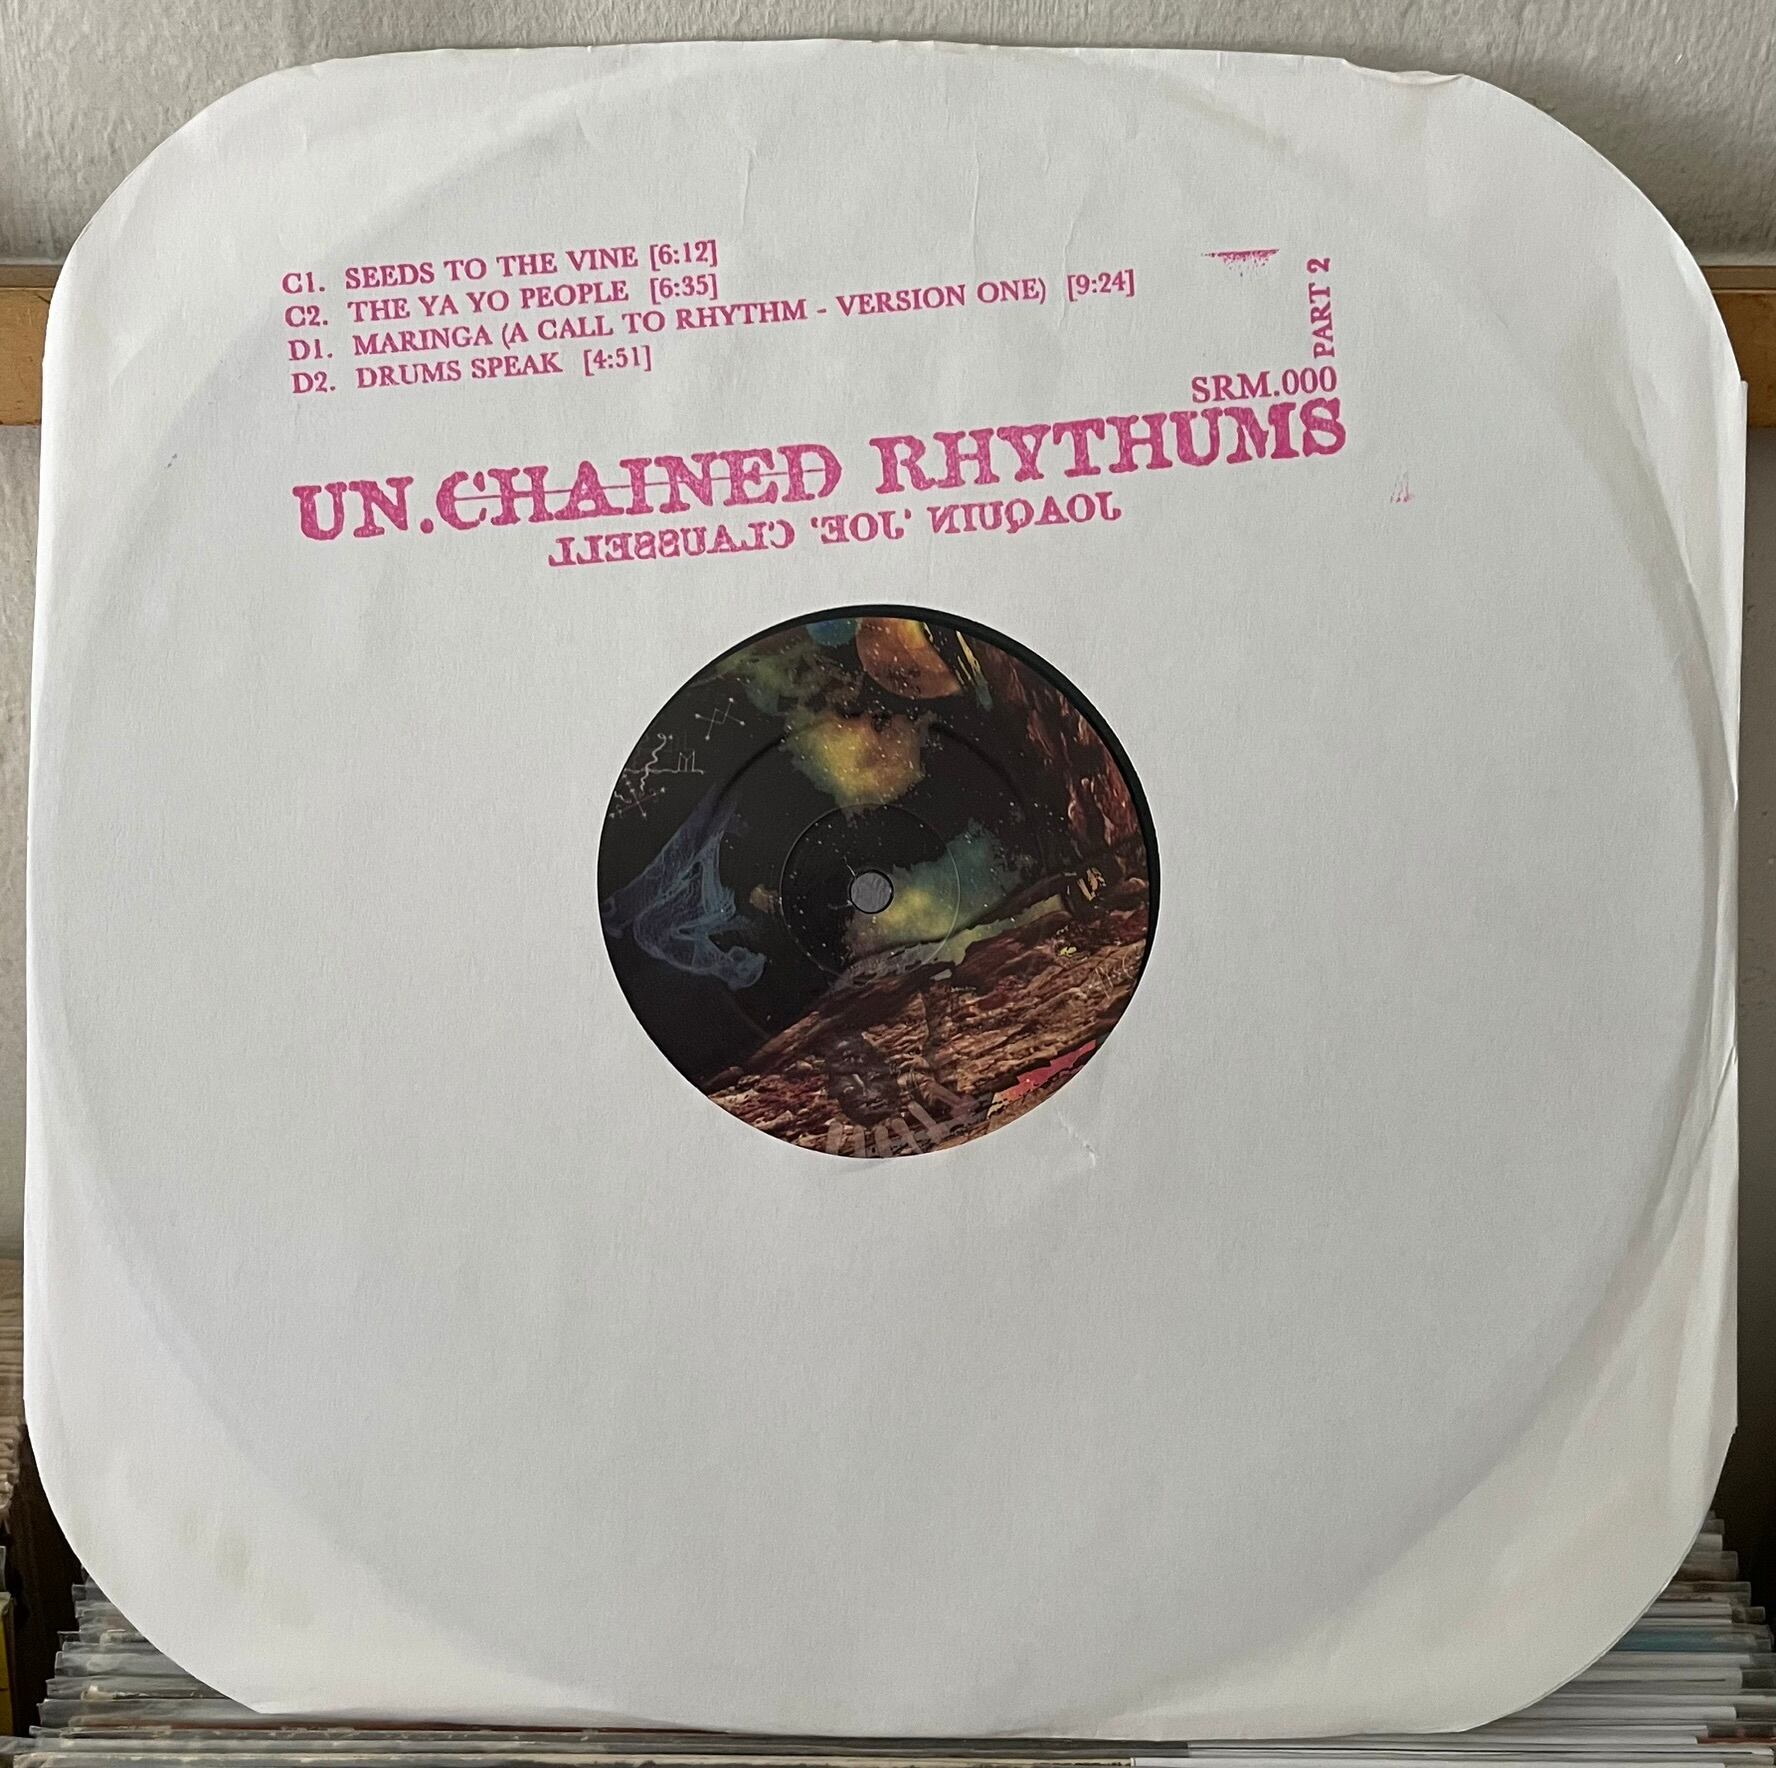 C1. SEEDS TO THE VINE [6:12]
C2. THE YA YO PEOPLE [6:35]
D1. MARINGA (A CALL TO RHYTHM - VERSION ONE) [9:24]
D2. DRUMS SPEAK [4:51]
PART 2
SRM.000
UN.CHAINED RHYTHUMS
JOAQUIN 'JOE' CLAUSSELL